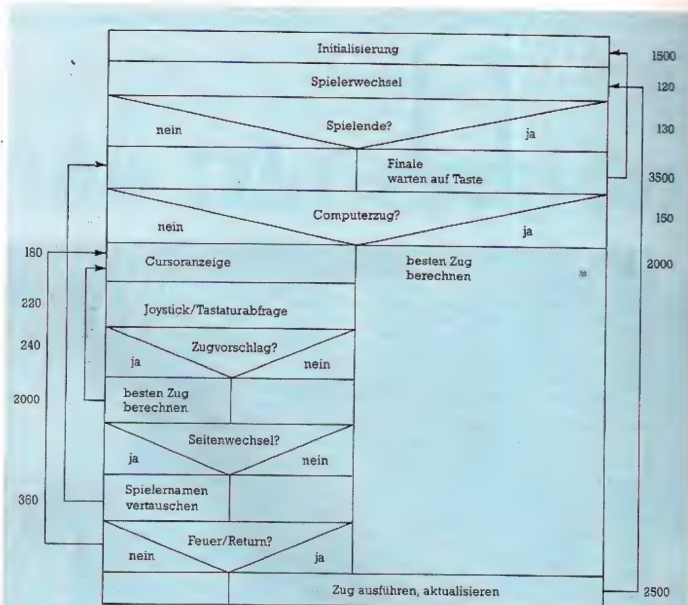 Initialisierung
1500
Spielerwechsel
120
Spielende?
nein
ja
130
Finale
warten auf Taste
3500
Computerzug?
nein
ja
150
180
Cursoranzeige
besten Zug
berechnen
2000
220
Joystick/Tastaturabfrage
240
Zugvorschlag?
ja
nein
2000
besten Zug
berechnen
Seitenwechsel?
ja
nein
360
Spielernamen
vertauschen
Feuer/Return?
nein
ja
Zug ausführen, aktualisieren
2500